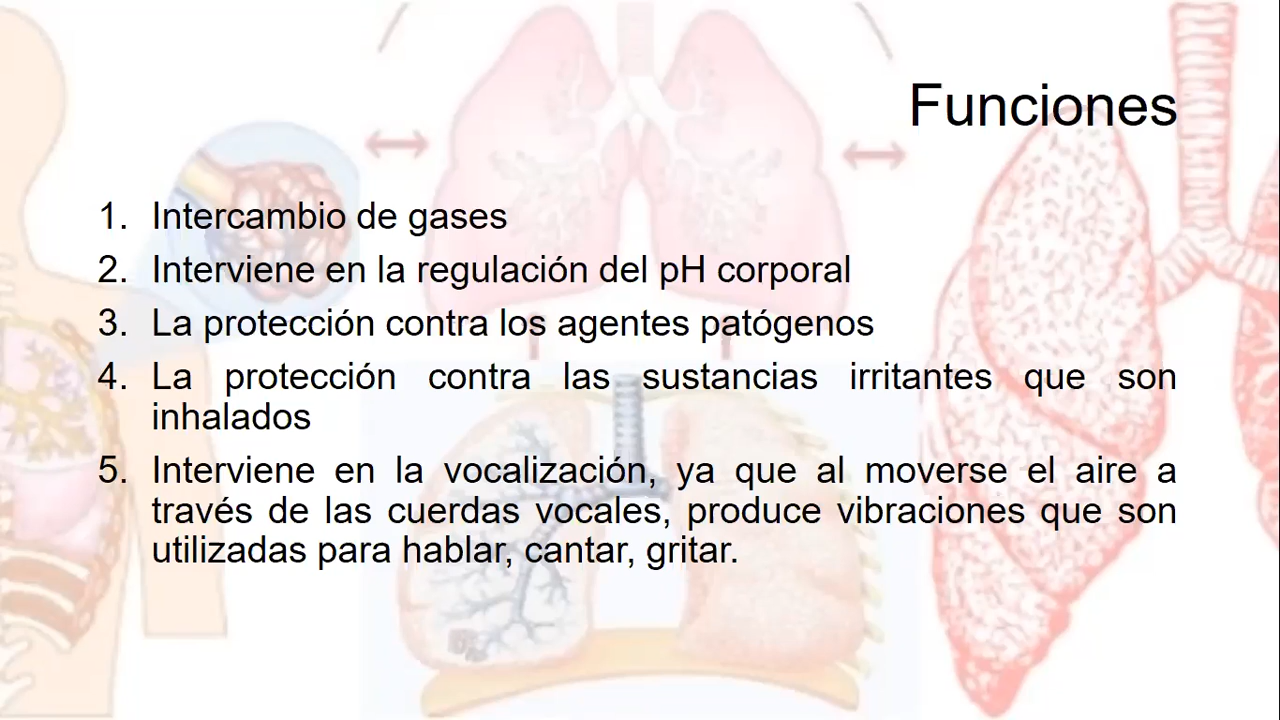 Funciones
1. Intercambio de gases
2. Interviene en la regulación del pH corporal
3. La protección contra los agentes patógenos
4. La protección contra las sustancias irritantes que son
inhalados
5. Interviene en la vocalización, ya que al moverse el aire a
través de las cuerdas vocales, produce vibraciones que son
utilizadas para hablar, cantar, gritar.